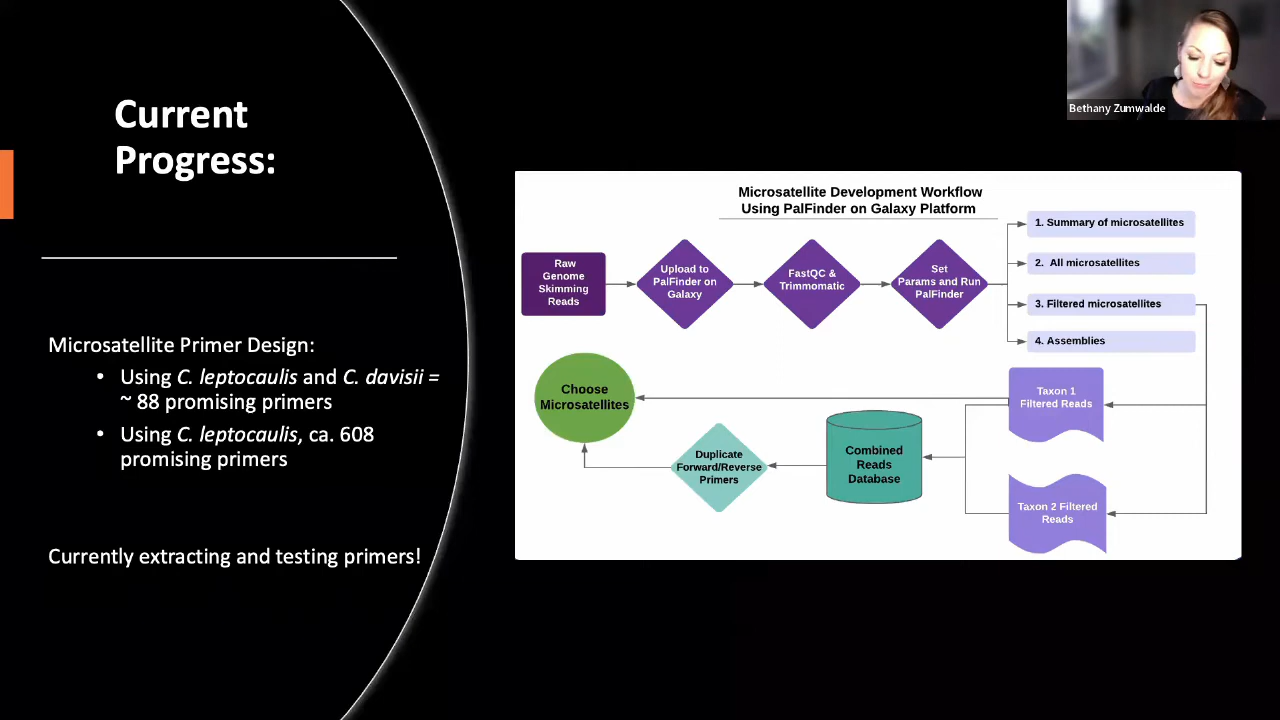 Current
Progress:
Microsatellite Primer Design:
• Using C. leptocaulis and C. davisii =
~ 88 promising primers
• Using C. leptocaulis, ca. 608
promising primers
Currently extracting and testing primers!
Bethany Zumwalde
Microsatellite Development Workflow
Using PalFinder on Galaxy Platform
Raw
Genome
Skimming
Reads
Upload to
PalFinder on
Galaxy
FastQC &
Trimmomatic
Set
Params and Run
PalFinder
1. Summary of microsatellites
2. All microsatellites
3. Filtered microsatellites
4. Assemblies
Taxon 1
Filtered Reads
Taxon 2 Filtered
Reads
Combined
Reads
Database
Duplicate
Forward/Reverse
Primers
Choose
Microsatellites